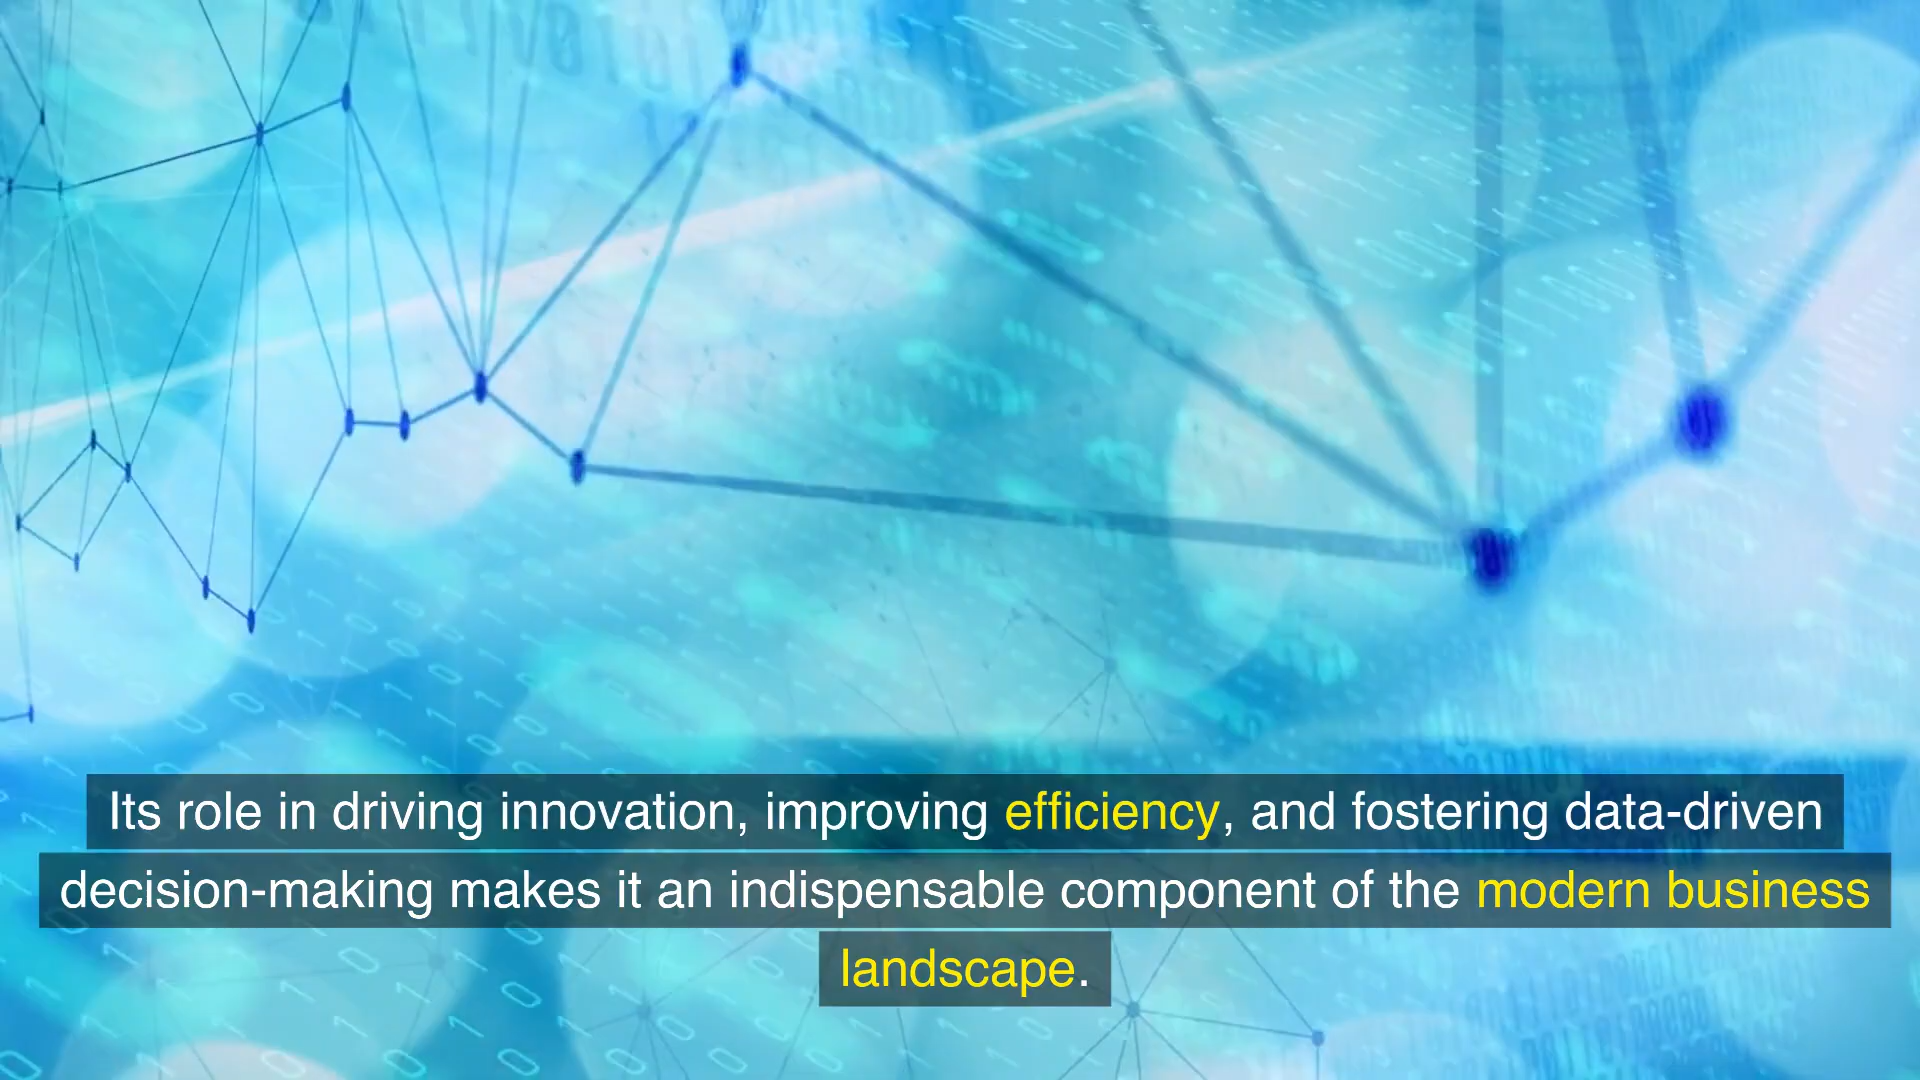 Its role in driving innovation, improving efficiency, and fostering data-driven
decision-making makes it an indispensable component of the modern business
landscape.